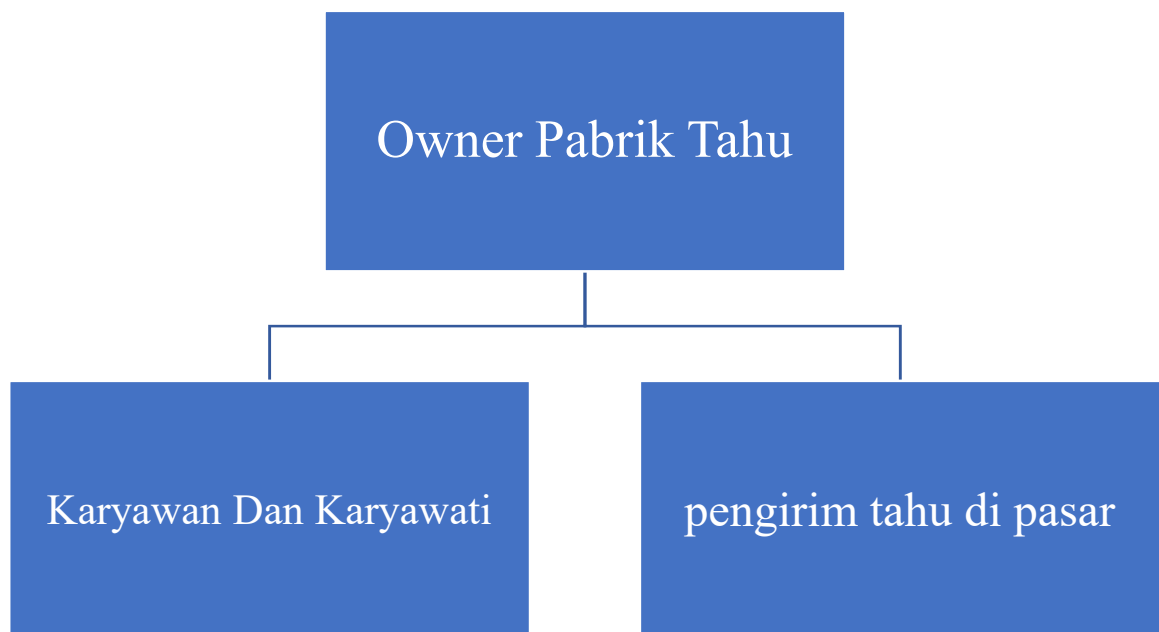 Owner Pabrik Tahu
Karyawan Dan Karyawati
pengirim tahu di pasar